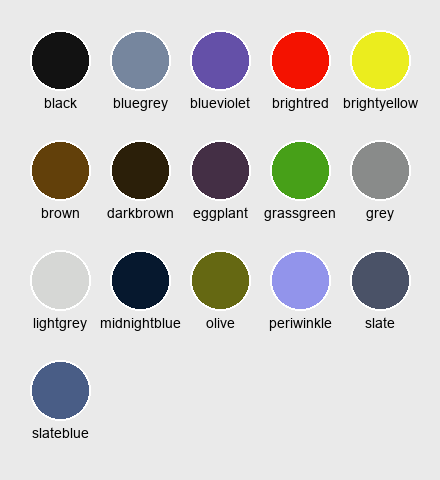 black bluegrey blueviolet brightred brightyellow
brown darkbrown eggplant grassgreen grey
lightgrey midnightblue olive periwinkle slate
slateblue